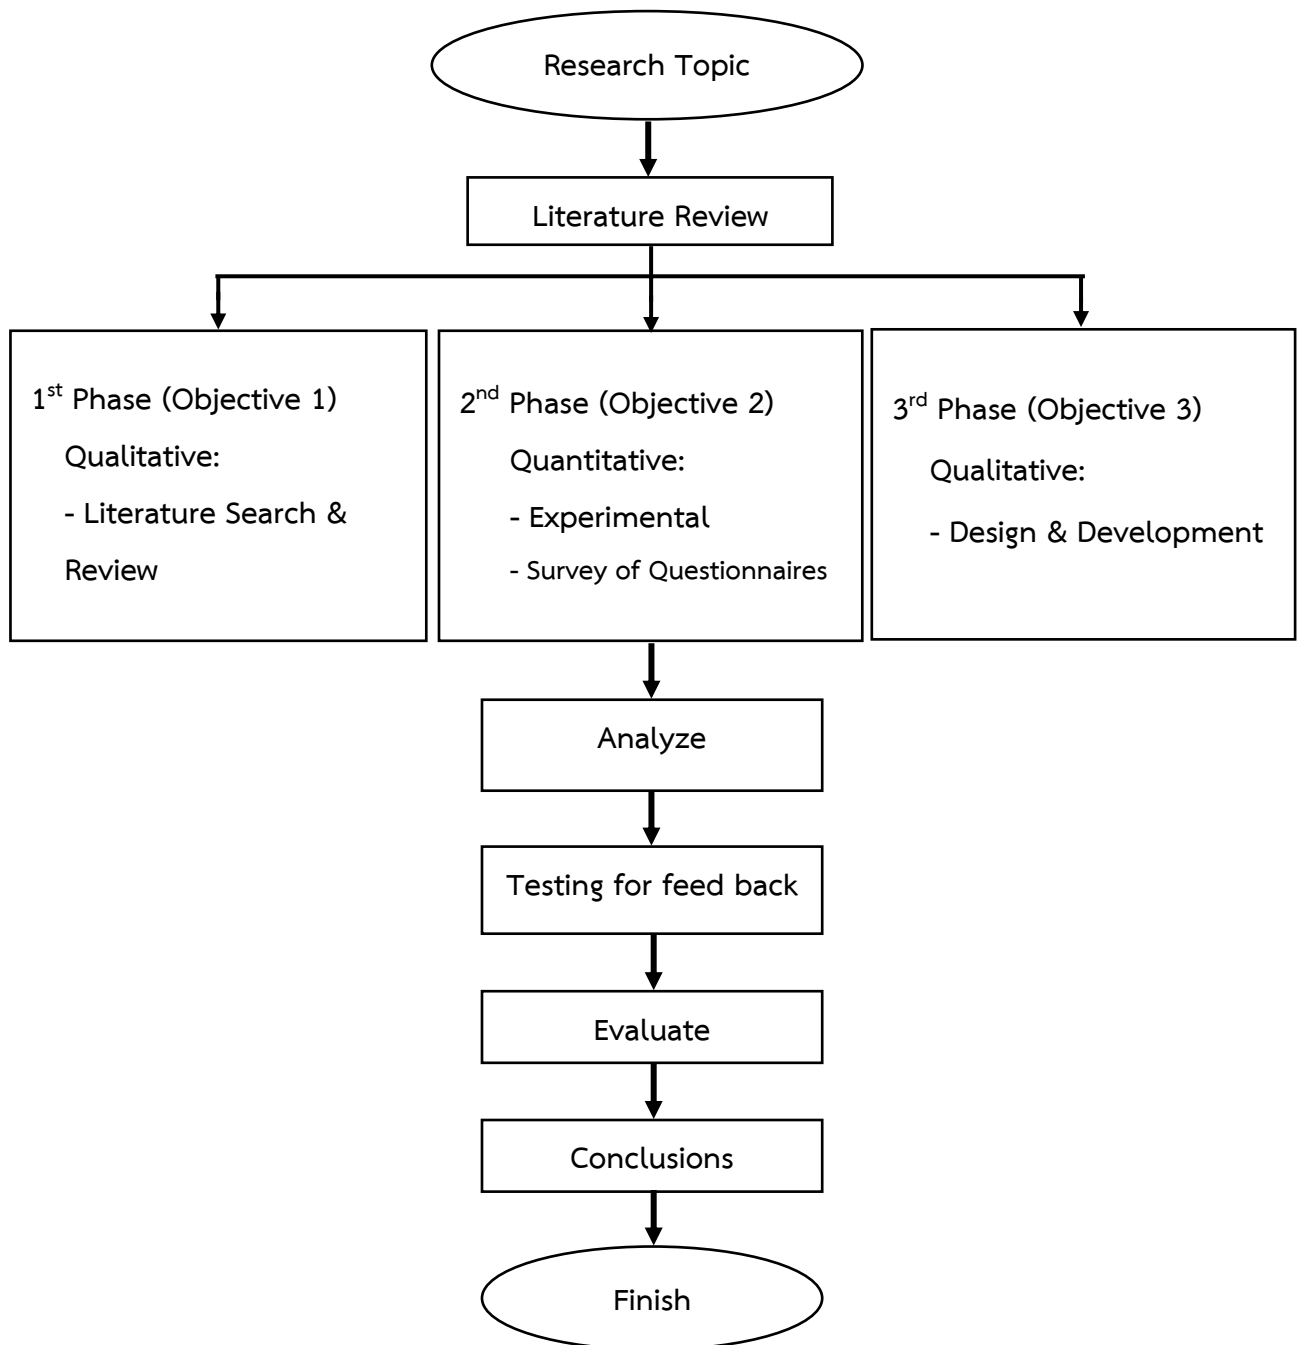 Research Topic
Literature Review
1st Phase (Objective 1)
Qualitative:
- Literature Search &
Review
2nd Phase (Objective 2)
Quantitative:
- Experimental
- Survey of Questionnaires
3rd Phase (Objective 3)
Qualitative:
- Design & Development
Analyze
Testing for feed back
Evaluate
Conclusions
Finish